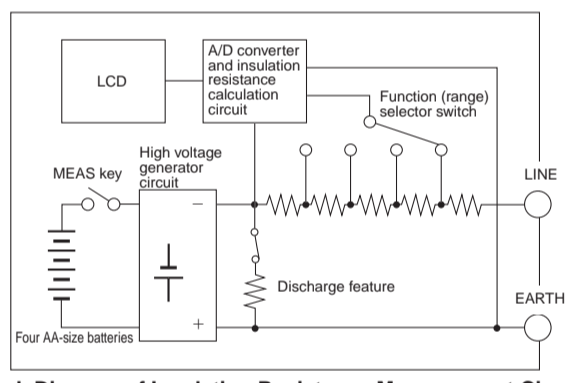 LCD
A/D converter
and insulation
resistance
calculation
circuit
Function (range)
selector switch
High voltage
generator
circuit
MEAS key
LINE
−
Discharge feature
EARTH
+
Four AA-size batteries